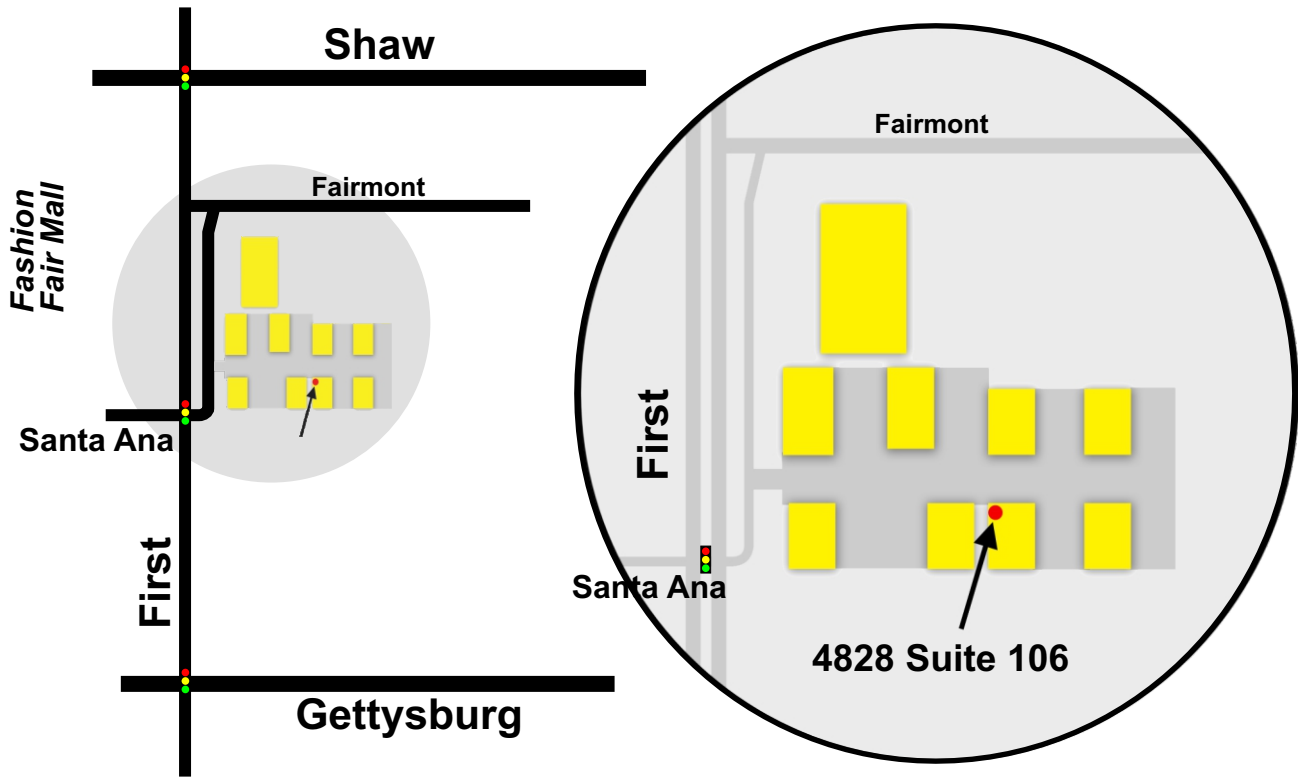 Shaw
Fairmont
Fashion
Fair Mall
Santa Ana
First
Gettysburg
Fairmont
First
Santa Ana
4828 Suite 106